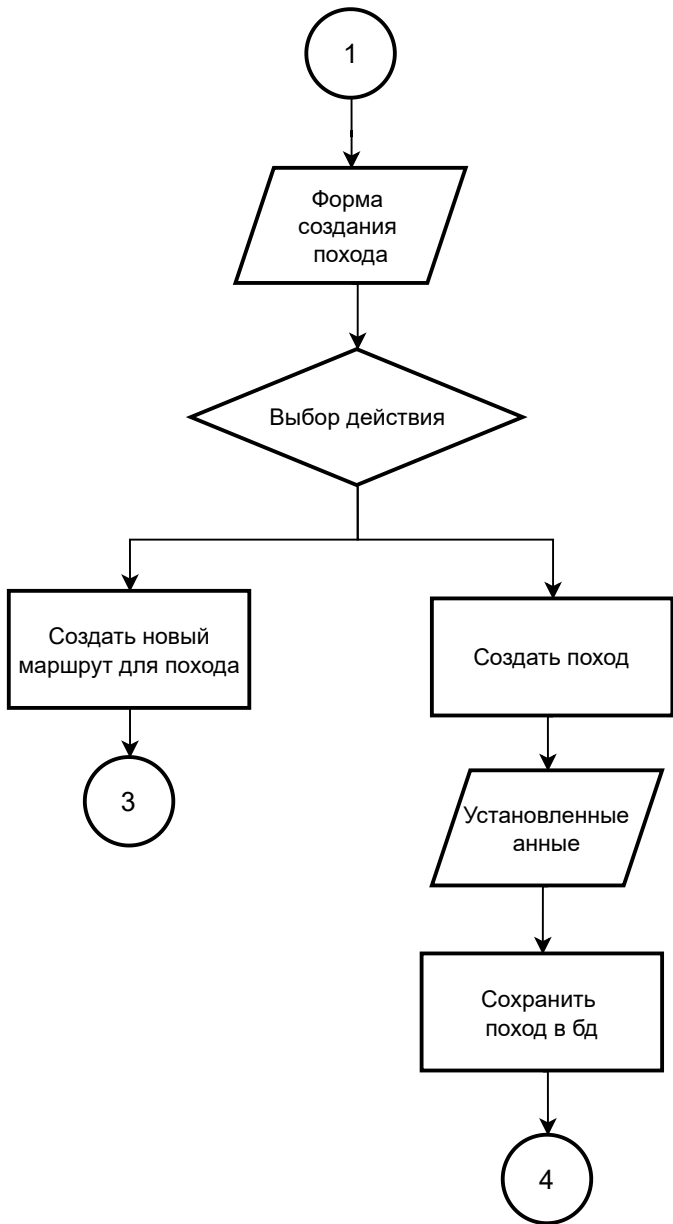 1
Форма
создания
похода
Выбор действия
Создать новый
маршрут для похода
Создать поход
3
Установленные
анные
Сохранить
поход в бд
4